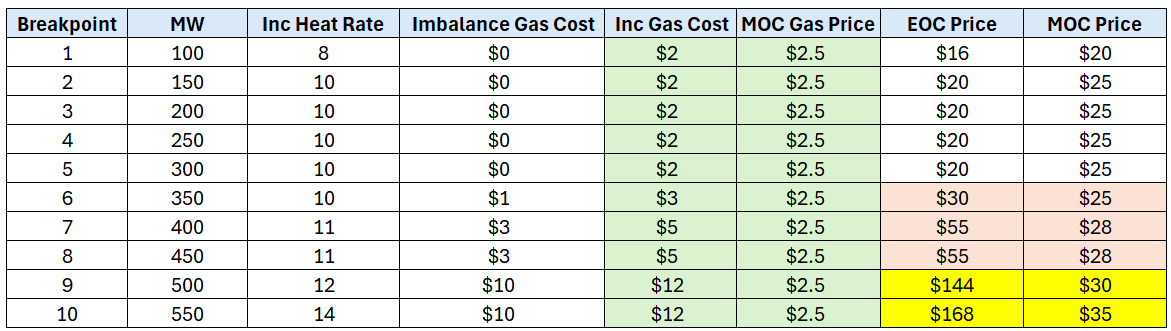 Breakpoint MW Inc Heat Rate Imbalance Gas Cost Inc Gas Cost MOC Gas Price EOC Price MOC Price
1 100 8 $0 $2 $2.5 $16 $20
2 150 10 $0 $2 $2.5 $20 $25
3 200 10 $0 $2 $2.5 $20 $25
4 250 10 $0 $2 $2.5 $20 $25
5 300 10 $0 $2 $2.5 $20 $25
6 350 10 $1 $3 $2.5 $30 $25
7 400 11 $3 $5 $2.5 $55 $28
8 450 11 $3 $5 $2.5 $55 $28
9 500 12 $10 $12 $2.5 $144 $30
10 550 14 $10 $12 $2.5 $168 $35